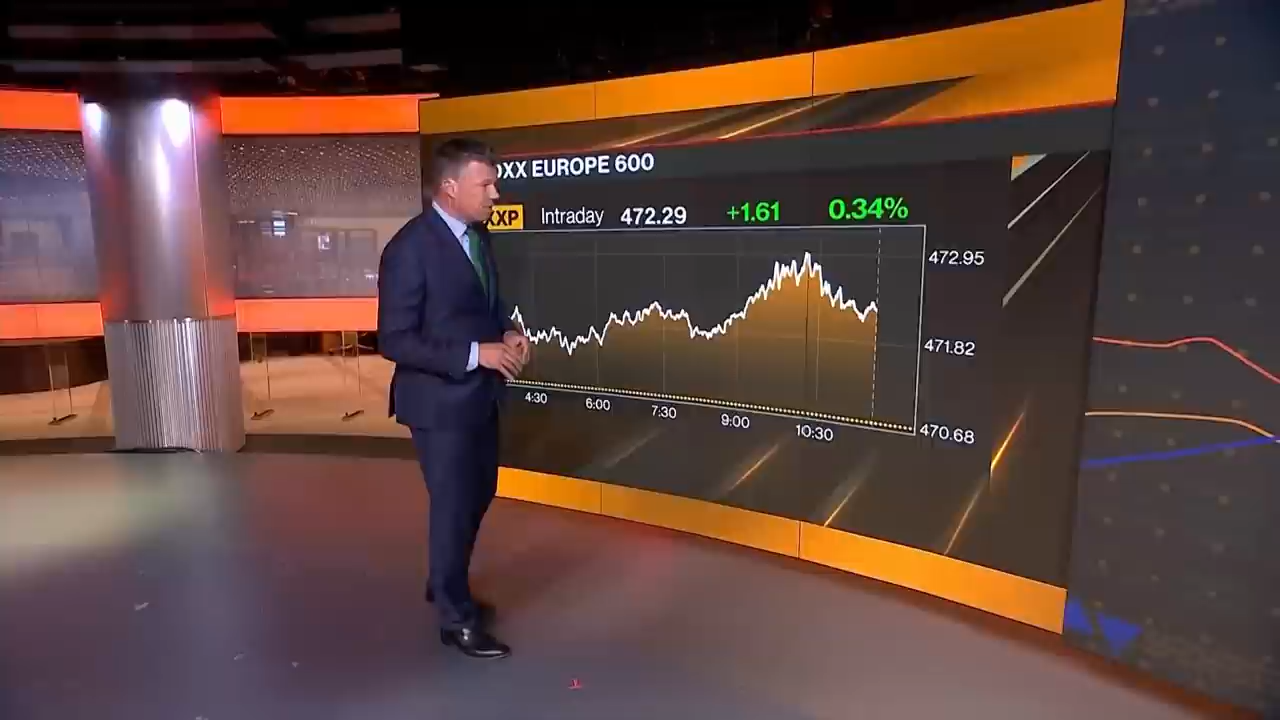 OXX EUROPE 600
XXP Intraday 472.29 +1.61 0.34%
472.95
471.82
470.68
4:30 6:00 7:30 9:00 10:30